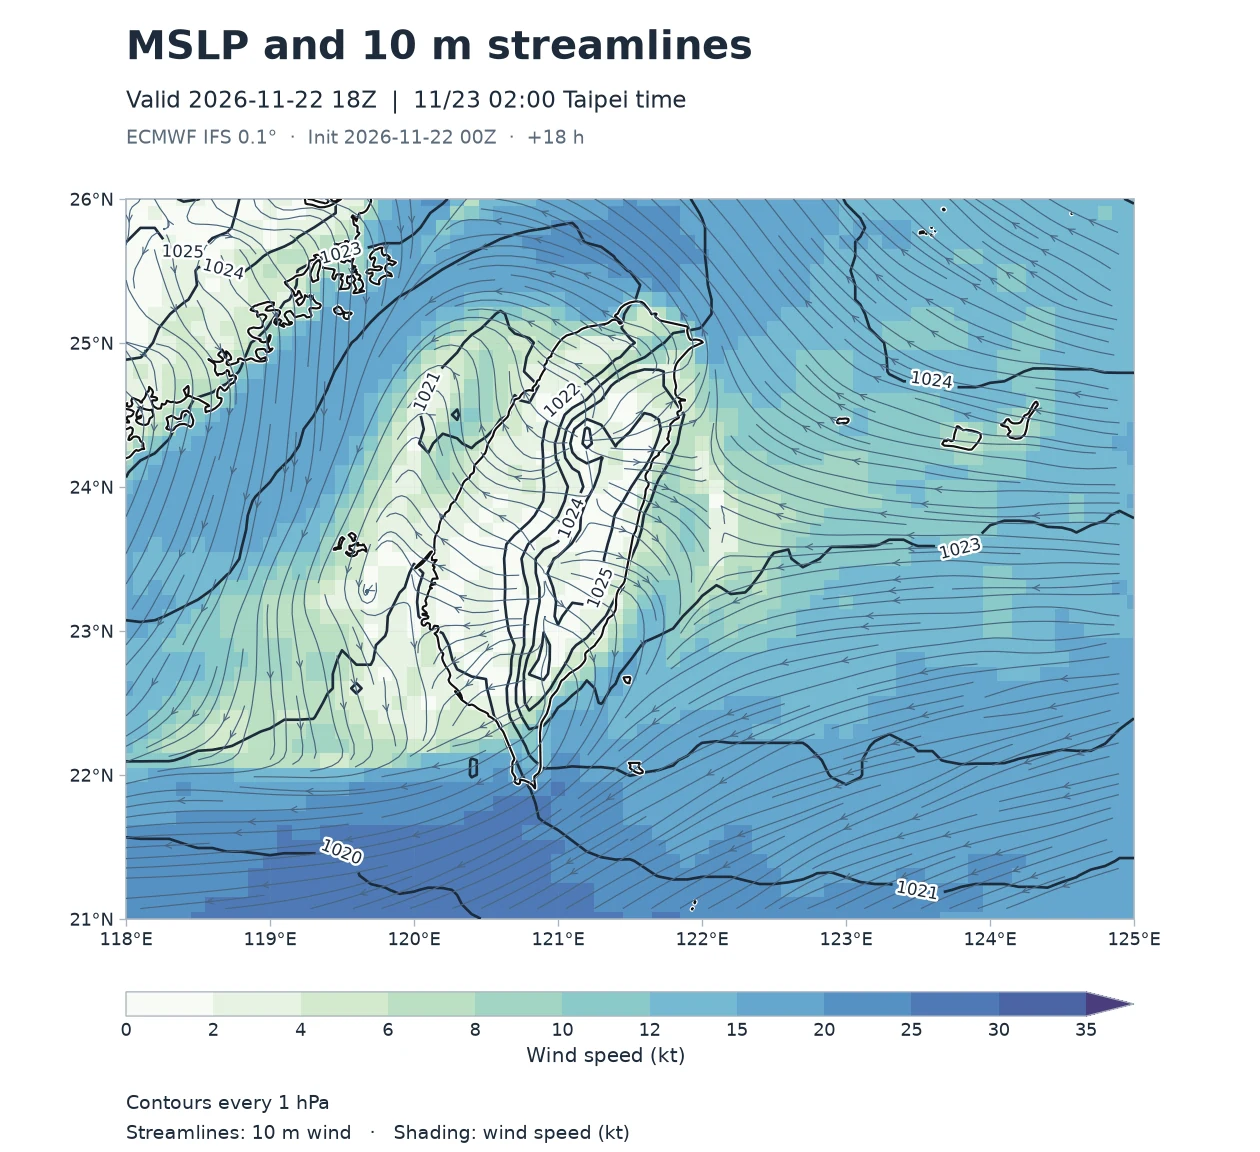 MSLP and 10 m streamlines
Valid 2026-11-22 18Z | 11/23 02:00 Taipei time
ECMWF IFS 0.1° · Init 2026-11-22 00Z · +18 h
26°N
1025
1024
1023
25°N
1021
1022
1024
24°N
1024
1023
1025
23°N
22°N
1020
1021
21°N
118°E 119°E 120°E 121°E 122°E 123°E 124°E 125°E
0 2 4 6 8 10 12 15 20 25 30 35
Wind speed (kt)
Contours every 1 hPa
Streamlines: 10 m wind · Shading: wind speed (kt)